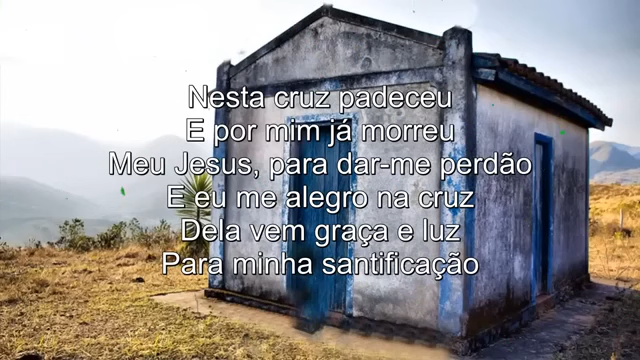 Nesta cruz padeceu
E por mim já morreu
Meu Jesus, para dar-me perdão
E eu me alegro na cruz
Dela vem graça e luz
Para minha santificação